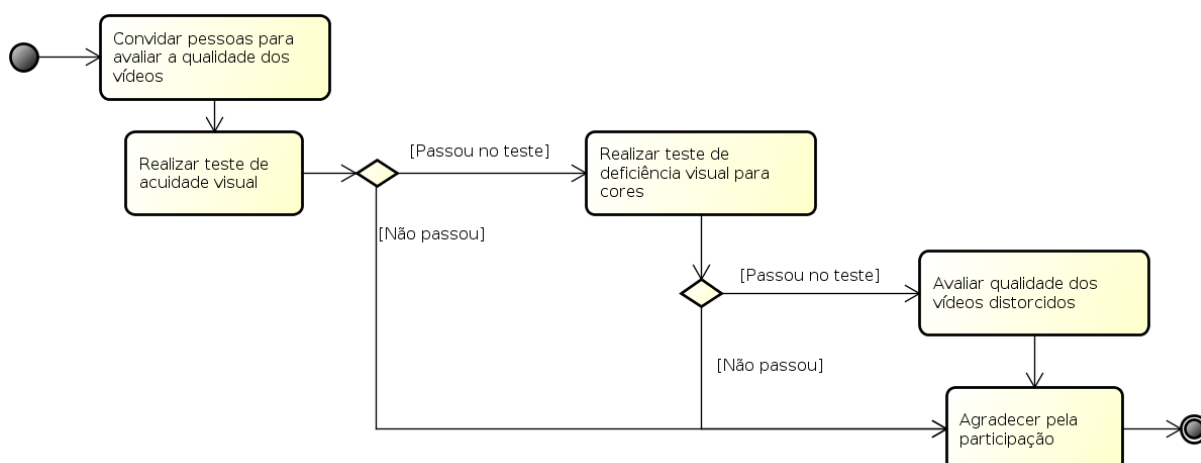 Convidar pessoas para
avaliar a qualidade dos
vídeos
Realizar teste de
acuidade visual
[Passou no teste]
Realizar teste de
deficiência visual para
cores
[Não passou]
[Passou no teste]
Avaliar qualidade dos
vídeos distorcidos
[Não passou]
Agradecer pela
participação